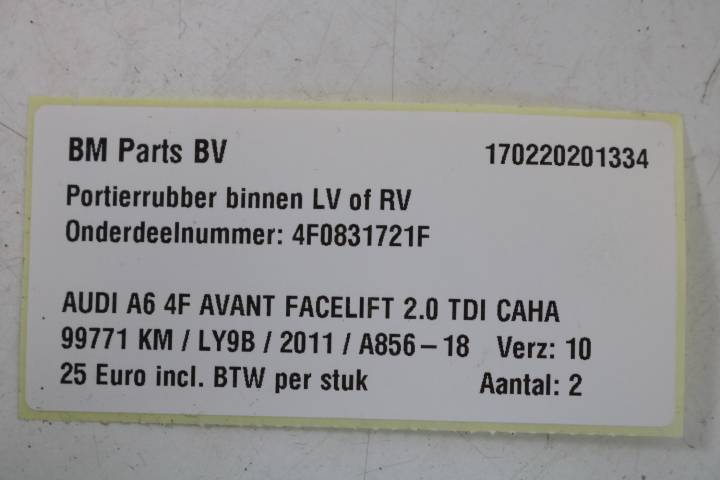 BM Parts BV 170220201334
Portierrubber binnen LV of RV
Onderdeelnummer: 4F0831721F
AUDI A6 4F AVANT FACELIFT 2.0 TDI CAHA
99771 KM / LY9B / 2011 / A856-18 Verz: 10
25 Euro incl. BTW per stuk Aantal: 2